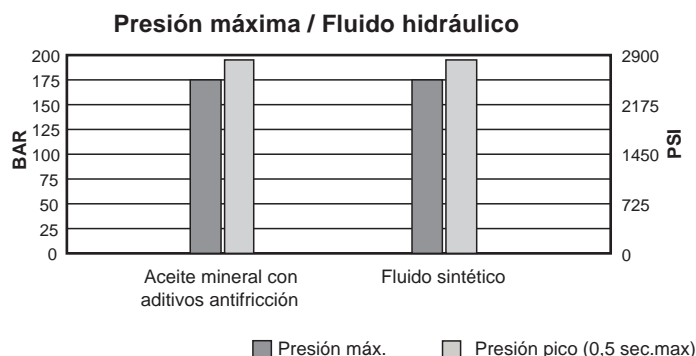 Presión máxima / Fluido hidráulico
BAR
200
175
150
125
100
75
50
25
0
2900
2175
1450
725
0
PSI
Aceite mineral con
aditivos antifricción
Fluido sintético
Presión máx.
Presión pico (0,5 sec.max)